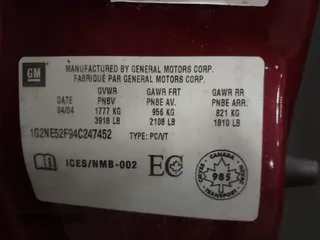 GM
MANUFACTURED BY GENERAL MOTORS CORP.
FABRIQUÉ PAR GENERAL MOTORS CORP.
GVWR GAWR FRT GAWR RR
DATE PNBV PNBE AV. PNBE ARR.
04/04 1777 KG 956 KG 821 KG
3918 LB 2108 LB 1810 LB
1G2NE52F94C247452 TYPE: PC/VT
ICES/NMB-002 EC
CANADA
985
TRANSPORT